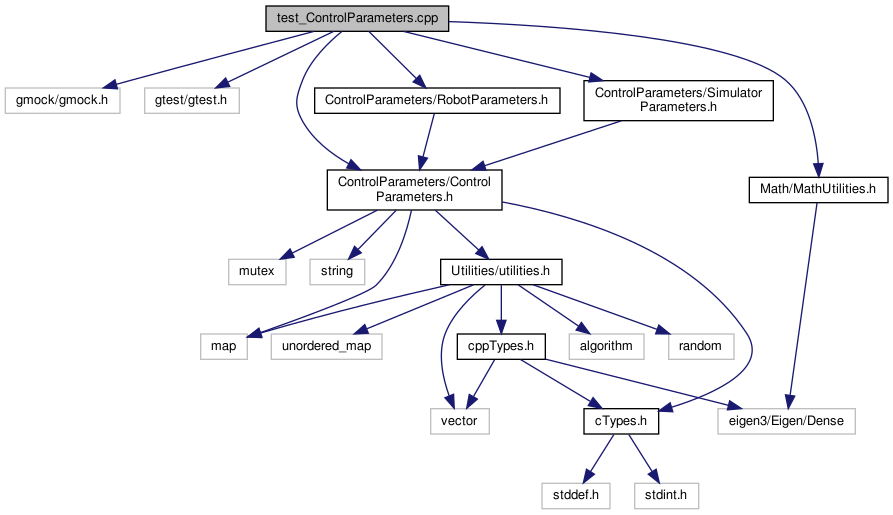 test_ControlParameters.cpp
gmock/gmock.h
gtest/gtest.h
ControlParameters/RobotParameters.h
ControlParameters/Simulator
Parameters.h
ControlParameters/Control
Parameters.h
Math/MathUtilities.h
mutex
string
Utilities/utilities.h
map
unordered_map
cppTypes.h
algorithm
random
vector
cTypes.h
eigen3/Eigen/Dense
stddef.h
stdint.h